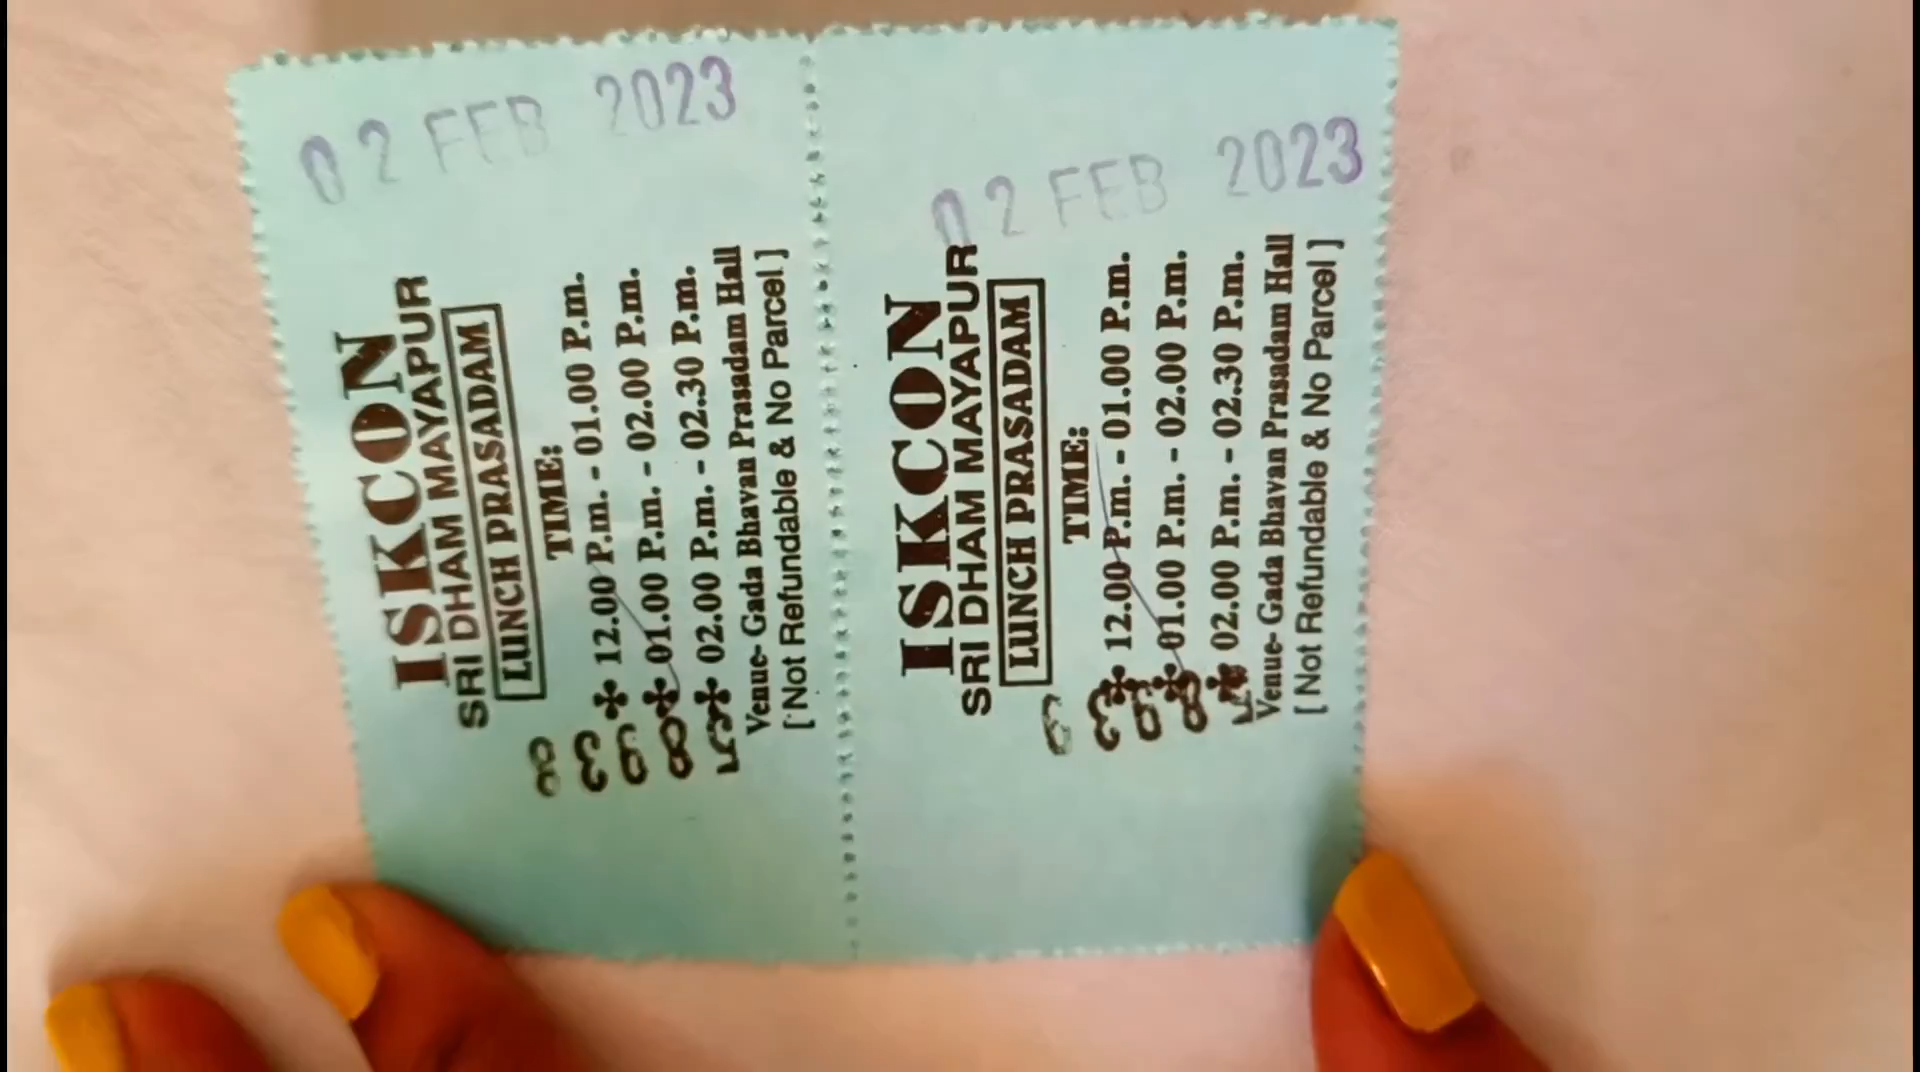 02 FEB 2023
ISKCON
SRI DHAM MAYAPUR
LUNCH PRASADAM
TIME:
✤ 12.00 P.m. - 01.00 P.m.
✤ 01.00 P.m. - 02.00 P.m.
✤ 02.00 P.m. - 02.30 P.m.
Venue- Gada Bhavan Prasadam Hall
[ Not Refundable & No Parcel ]
02 FEB 2023
ISKCON
SRI DHAM MAYAPUR
LUNCH PRASADAM
TIME:
✤ 12.00 P.m. - 01.00 P.m.
✤ 01.00 P.m. - 02.00 P.m.
✤ 02.00 P.m. - 02.30 P.m.
Venue- Gada Bhavan Prasadam Hall
[ Not Refundable & No Parcel ]